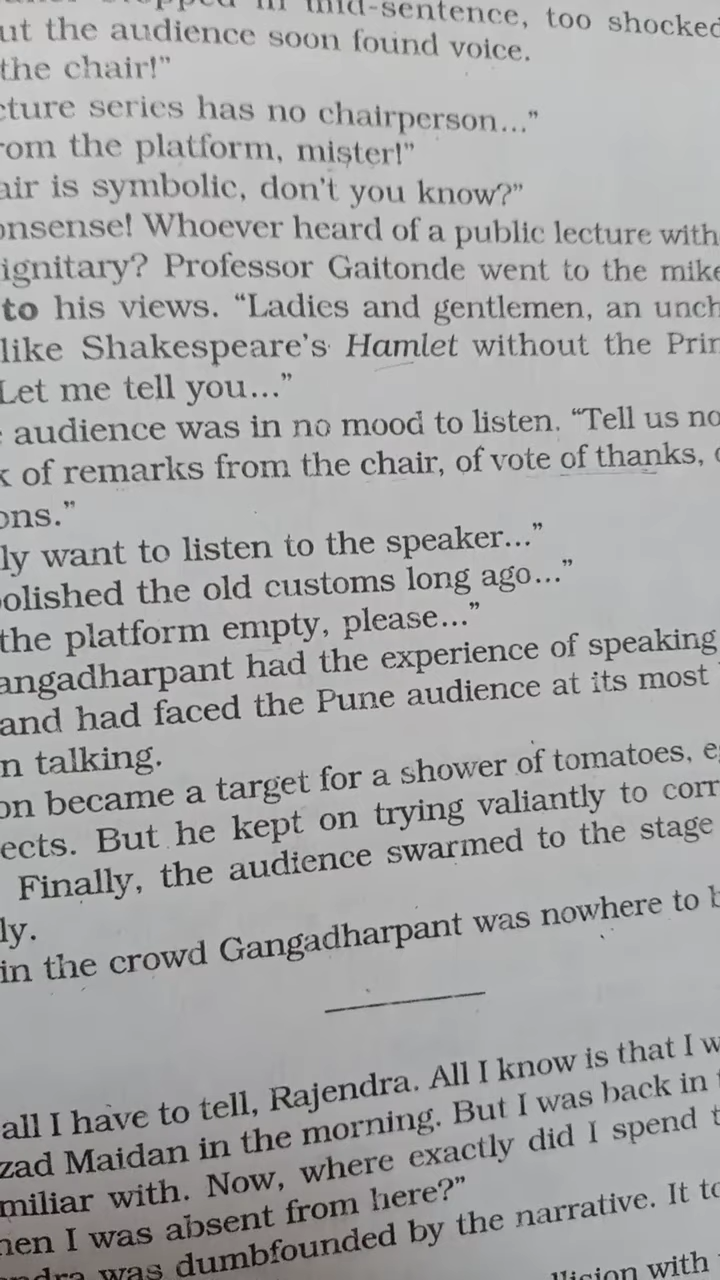 mid-sentence, too shocked
ut the audience soon found voice.
the chair!”
cture series has no chairperson...”
rom the platform, mister!”
air is symbolic, don’t you know?”
onsense! Whoever heard of a public lecture with
ignitary? Professor Gaitonde went to the mike
to his views. “Ladies and gentlemen, an unch
like Shakespeare’s Hamlet without the Prin
Let me tell you...”
audience was in no mood to listen. “Tell us no
k of remarks from the chair, of vote of thanks,
ons.”
ly want to listen to the speaker...”
olished the old customs long ago...”
the platform empty, please...”
angadharpant had the experience of speaking
and had faced the Pune audience at its most
n talking.
on became a target for a shower of tomatoes, eg
ects. But he kept on trying valiantly to corr
Finally, the audience swarmed to the stage
ly.
in the crowd Gangadharpant was nowhere to b
all I have to tell, Rajendra. All I know is that I w
zad Maidan in the morning. But I was back in t
miliar with. Now, where exactly did I spend t
hen I was absent from here?”
ndra was dumbfounded by the narrative. It to
llision with